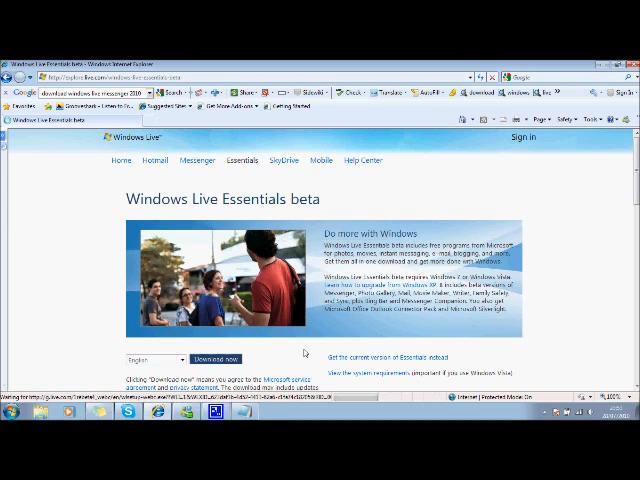 Windows Live Essentials beta - Windows Internet Explorer
http://explore.live.com/windows-live-essentials-beta
Google
Google
download windows live messenger 2010
Search
Share
Sidewiki
Check
Translate
AutoFill
download
windows
live
Sign In
Favorites
Grooveshark - Listen to Fr...
Suggested Sites
Get More Add-ons
Getting Started
Windows Live Essentials beta
Page
Safety
Tools
Windows Live™
Sign in
Home Hotmail Messenger Essentials SkyDrive Mobile Help Center
Windows Live Essentials beta
Do more with Windows
Windows Live Essentials beta includes free programs from Microsoft
for photos, movies, instant messaging, e-mail, blogging, and more.
Get them all in one download and get more done with Windows.
Windows Live Essentials beta requires Windows 7 or Windows Vista.
Learn how to upgrade from Windows XP. It includes beta versions of
Messenger, Photo Gallery, Mail, Movie Maker, Writer, Family Safety,
and Sync, plus Bing Bar and Messenger Companion. You also get
Microsoft Office Outlook Connector Pack and Microsoft Silverlight.
English
Download now
Get the current version of Essentials instead
Clicking "Download now" means you agree to the Microsoft service
agreement and privacy statement. The download may include updates
View the system requirements (important if you use Windows Vista)
Internet | Protected Mode: On
100%